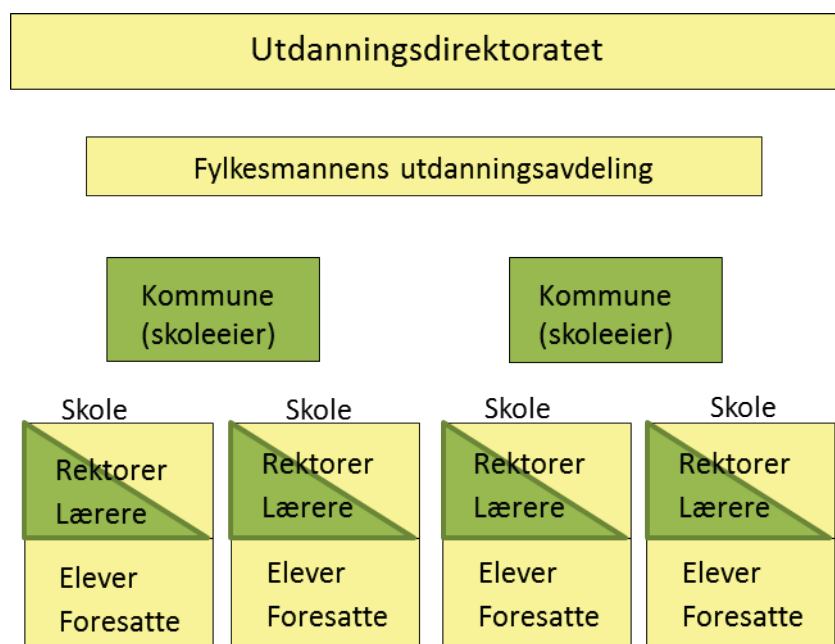 Utdanningsdirektoratet
Fylkesmannens utdanningsavdeling
Kommune
(skoleeier)
Kommune
(skoleeier)
Skole
Rektorer
Lærere
Elever
Foresatte
Skole
Rektorer
Lærere
Elever
Foresatte
Skole
Rektorer
Lærere
Elever
Foresatte
Skole
Rektorer
Lærere
Elever
Foresatte